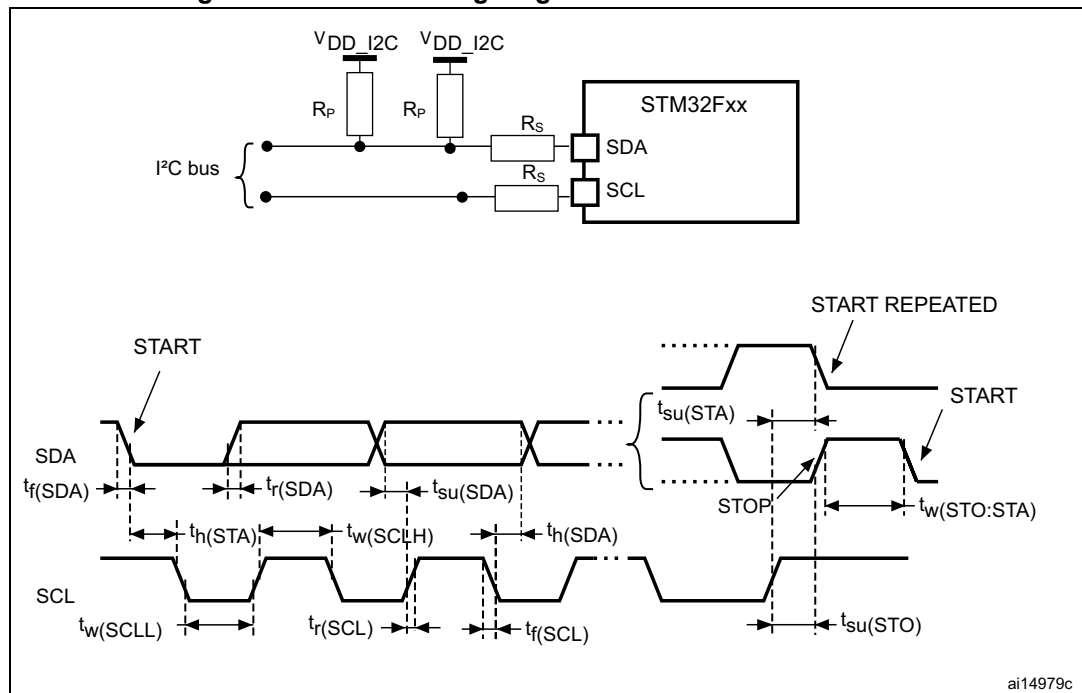 VDD_I2C VDD_I2C
STM32Fxx
RP RP RS
SDA
I²C bus
RS
SCL
START REPEATED
START
START
tsu(STA)
SDA
tf(SDA) tr(SDA) tsu(SDA)
STOP
tw(STO:STA)
th(STA) tw(SCLH) th(SDA)
SCL
tw(SCLL) tr(SCL) tf(SCL) tsu(STO)
ai14979c